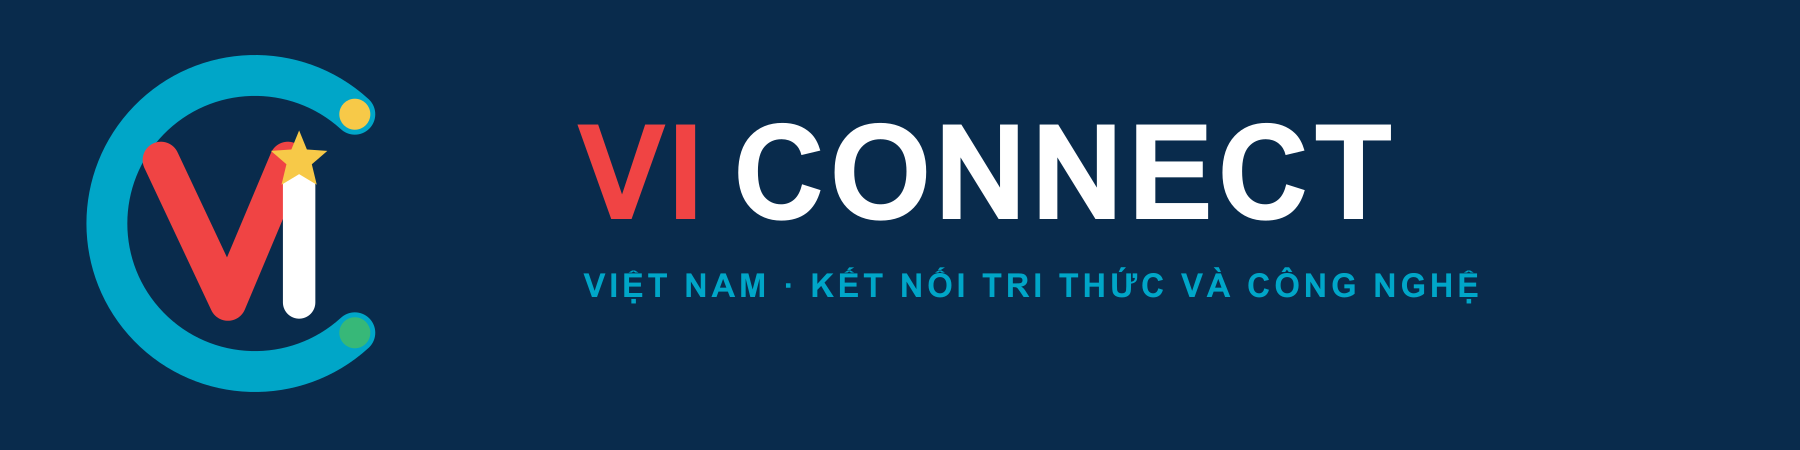 VI CONNECT
VIỆT NAM · KẾT NỐI TRI THỨC VÀ CÔNG NGHỆ